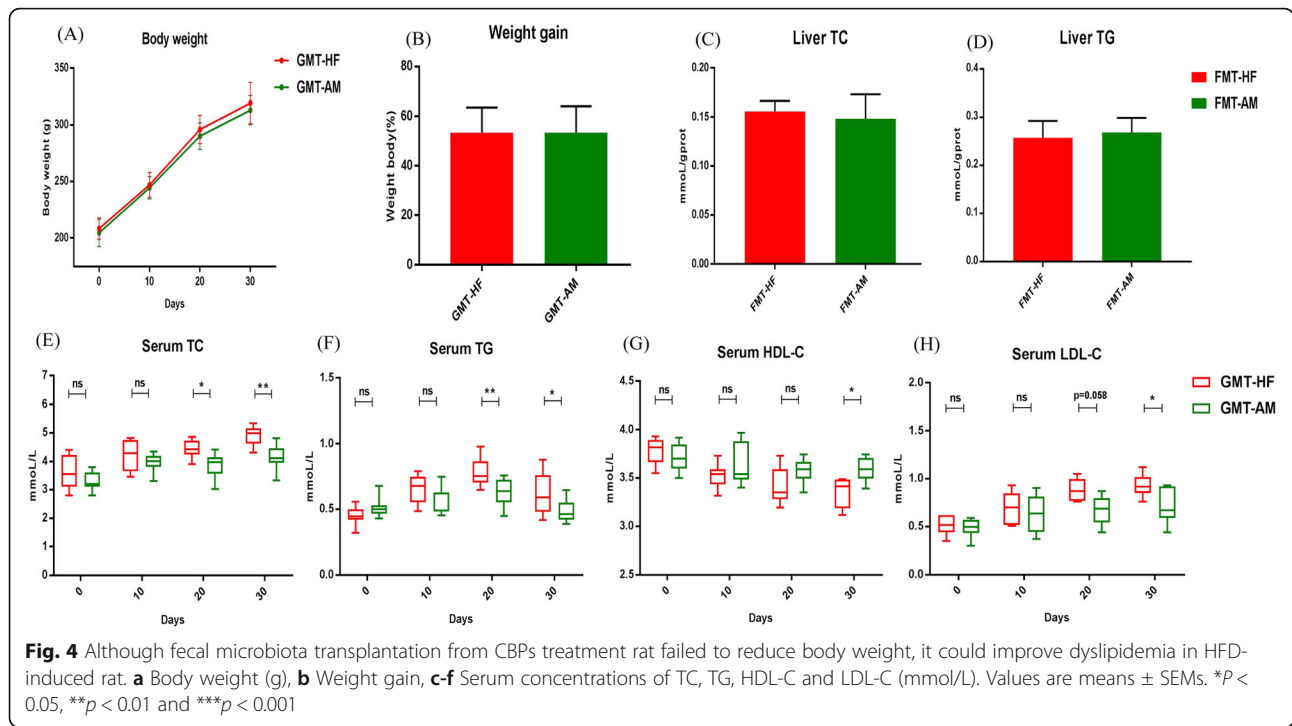 (A)
Body weight
GMT-HF
GMT-AM
Body weight (g)
350
300
250
200
0 10 20 30
Days
(B)
Weight gain
Weight body(%)
80
60
40
20
0
GMT-HF
GMT-AM
(C)
Liver TC
mmoL/gprot
0.20
0.15
0.10
0.05
0.00
FMT-HF
FMT-AM
(D)
Liver TG
mmoL/gprot
0.4
0.3
0.2
0.1
0.0
FMT-HF
FMT-AM
FMT-HF
FMT-AM
(E)
Serum TC
mmoL/L
7
6
5
4
3
2
1
0
ns ns * **
0 10 20 30
Days
(F)
Serum TG
mmoL/L
1.5
1.0
0.5
0.0
ns ns ** *
0 10 20 30
Days
(G)
Serum HDL-C
mmoL/L
4.5
4.0
3.5
3.0
2.5
ns ns ns *
0 10 20 30
Days
(H)
Serum LDL-C
mmoL/L
2.0
1.5
1.0
0.5
0.0
ns ns p=0.058 *
0 10 20 30
Days
GMT-HF
GMT-AM
Fig. 4 Although fecal microbiota transplantation from CBPs treatment rat failed to reduce body weight, it could improve dyslipidemia in HFD-
induced rat. a Body weight (g), b Weight gain, c-f Serum concentrations of TC, TG, HDL-C and LDL-C (mmol/L). Values are means ± SEMs. *P <
0.05, **p < 0.01 and ***p < 0.001